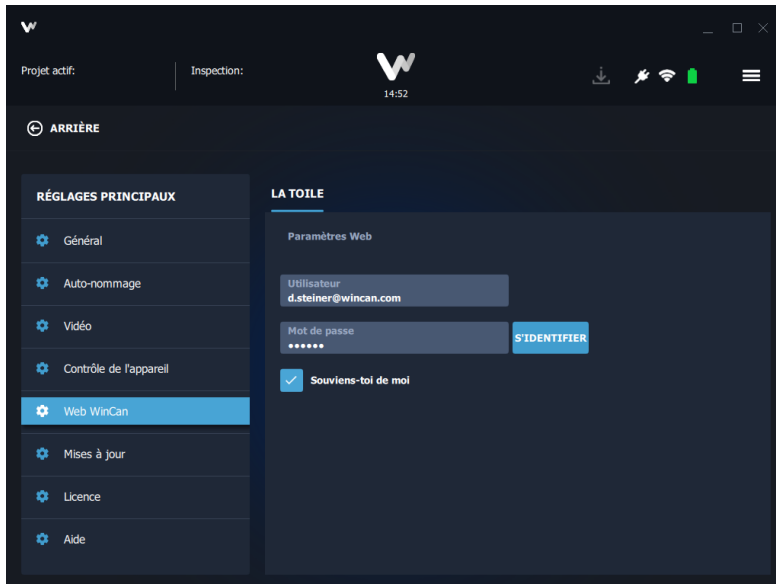 Projet actif:
Inspection:
14:52
ARRIÈRE
RÉGLAGES PRINCIPAUX
Général
Auto-nommage
Vidéo
Contrôle de l'appareil
Web WinCan
Mises à jour
Licence
Aide
LA TOILE
Paramètres Web
Utilisateur
d.steiner@wincan.com
Mot de passe
••••••
S'IDENTIFIER
Souviens-toi de moi